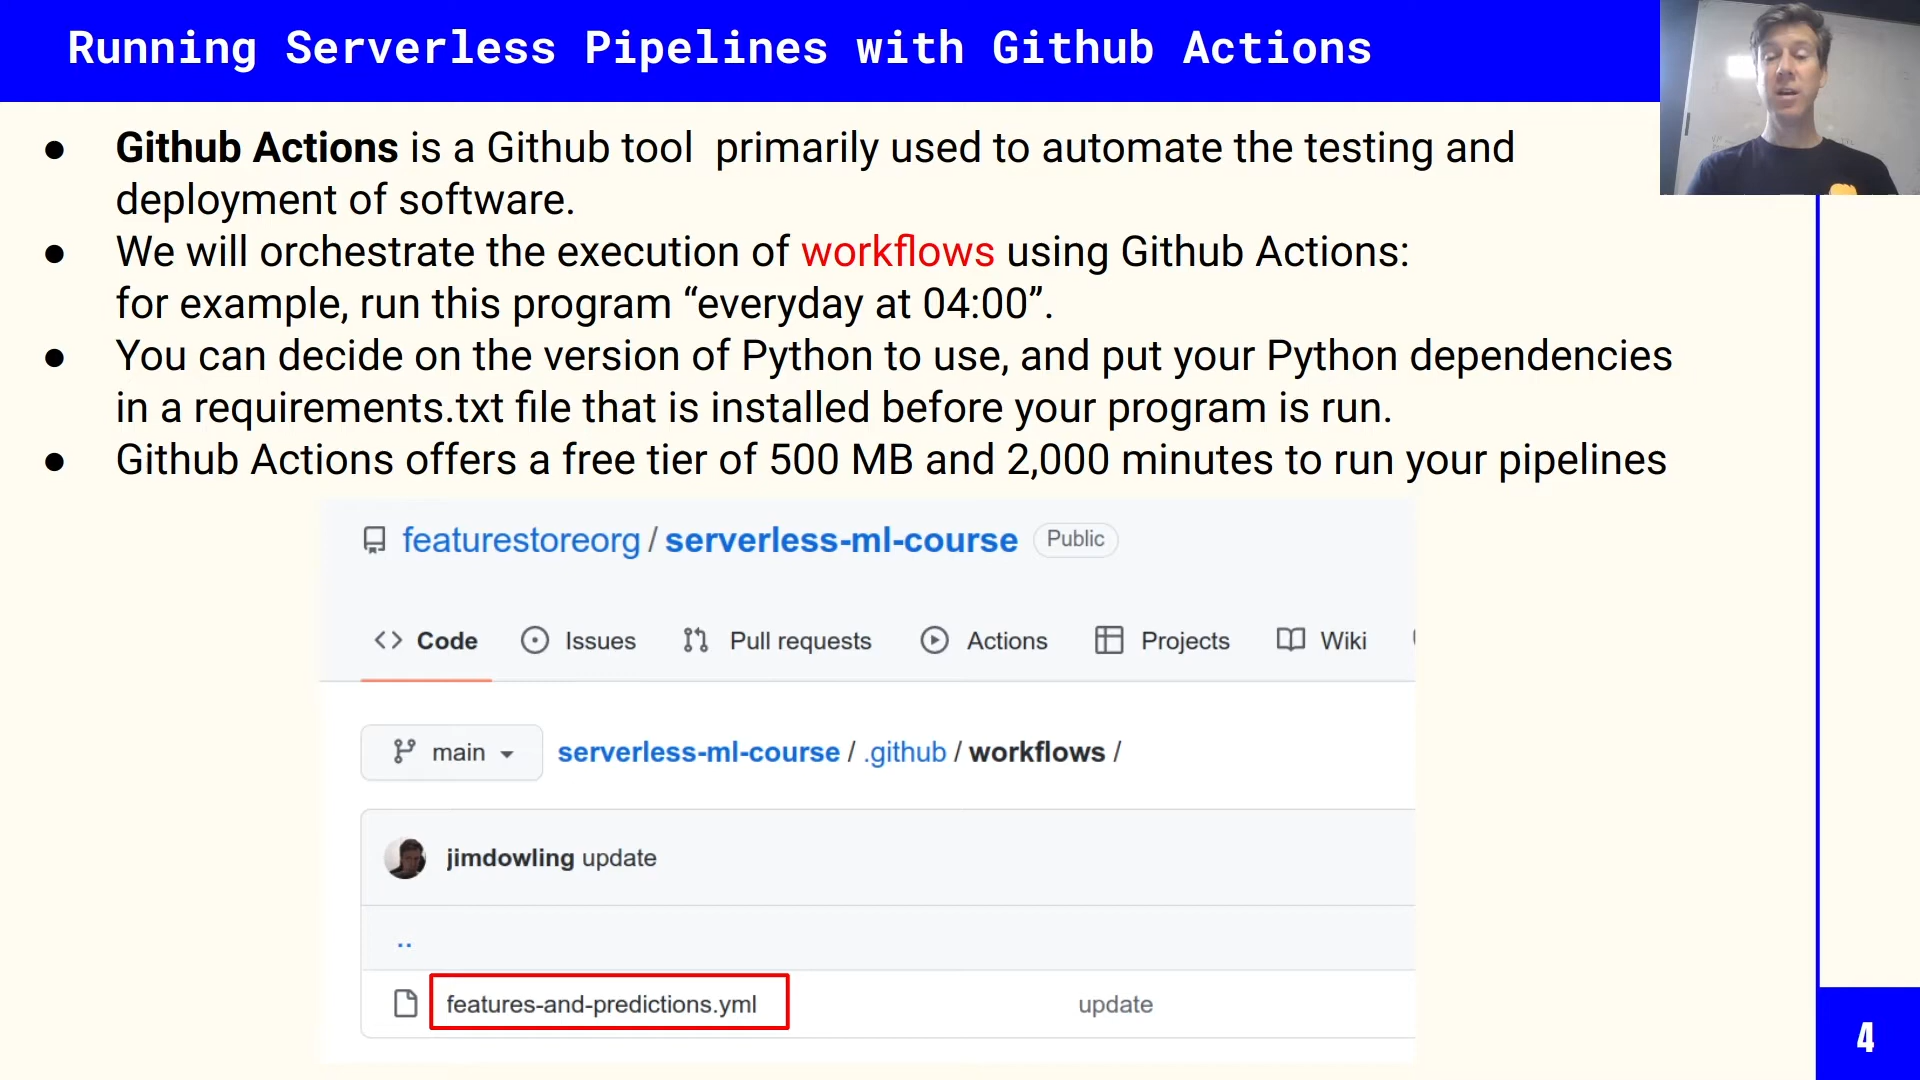 Running Serverless Pipelines with Github Actions
● Github Actions is a Github tool primarily used to automate the testing and
deployment of software.
● We will orchestrate the execution of workflows using Github Actions:
for example, run this program “everyday at 04:00”.
● You can decide on the version of Python to use, and put your Python dependencies
in a requirements.txt file that is installed before your program is run.
● Github Actions offers a free tier of 500 MB and 2,000 minutes to run your pipelines
featurestoreorg / serverless-ml-course Public
Code Issues Pull requests Actions Projects Wiki
main serverless-ml-course / .github / workflows /
jimdowling update
..
features-and-predictions.yml update
4